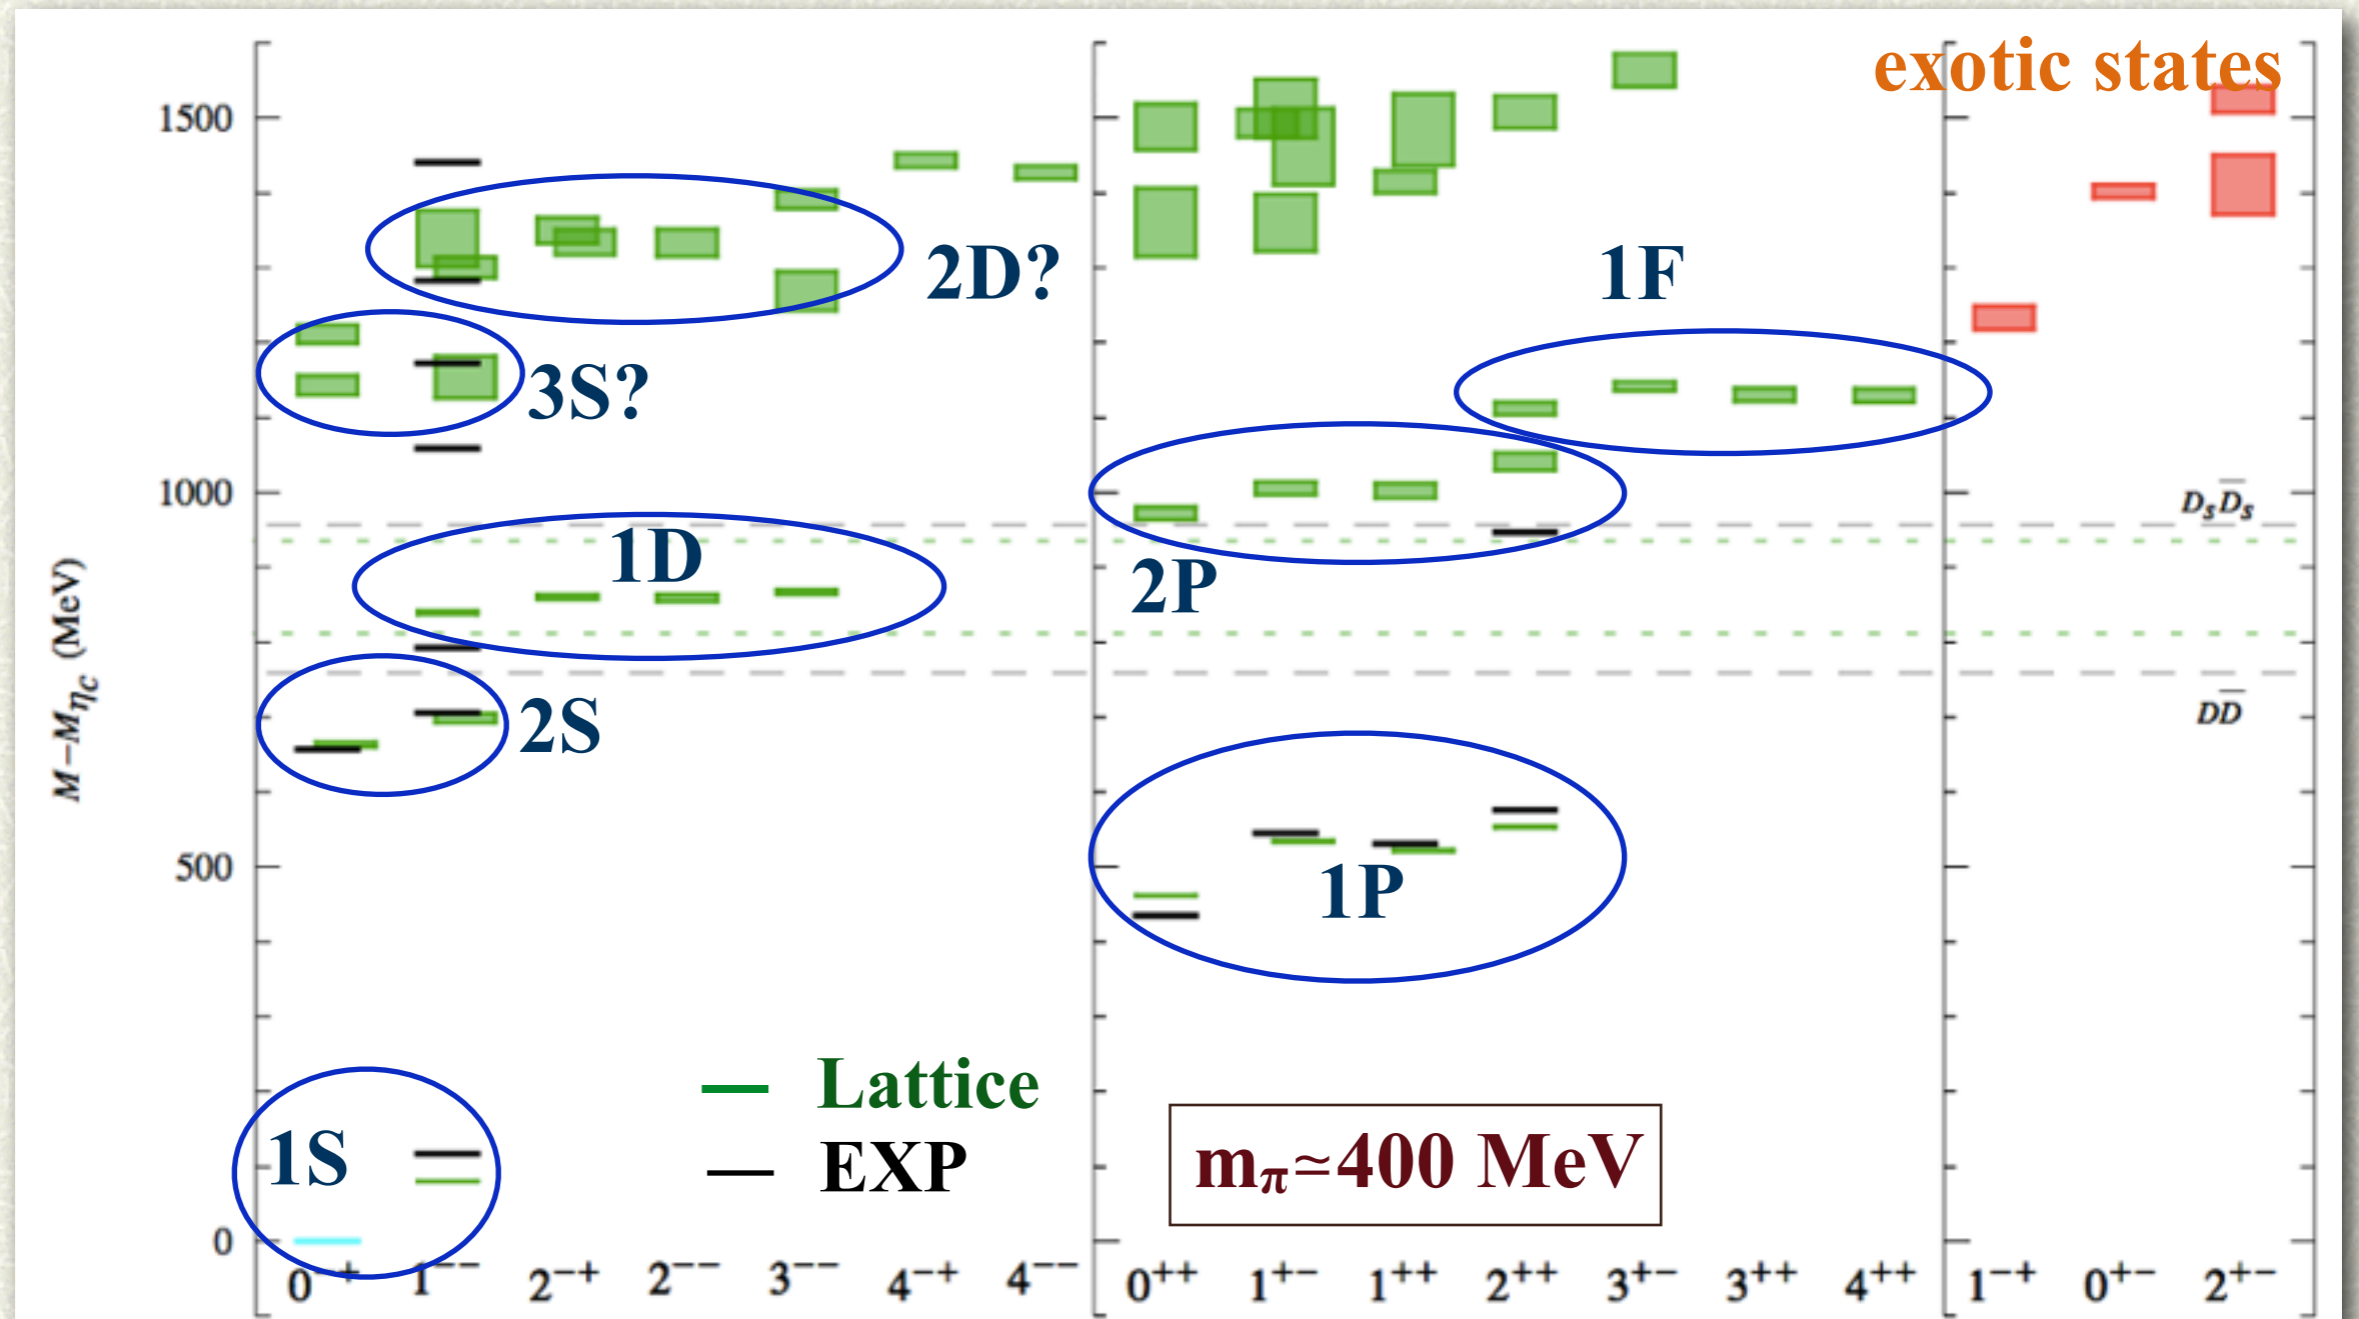 exotic states
1500
2D?
1F
3S?
1000
D_s D̅_s
1D
2P
M−M_ηc (MeV)
2S
DD̅
500
1P
Lattice
EXP
m_π≃400 MeV
1S
0
0⁻⁺ 1⁻⁻ 2⁻⁺ 2⁻⁻ 3⁻⁻ 4⁻⁺ 4⁻⁻ 0⁺⁺ 1⁺⁻ 1⁺⁺ 2⁺⁺ 3⁺⁻ 3⁺⁺ 4⁺⁺ 1⁻⁺ 0⁺⁻ 2⁺⁻